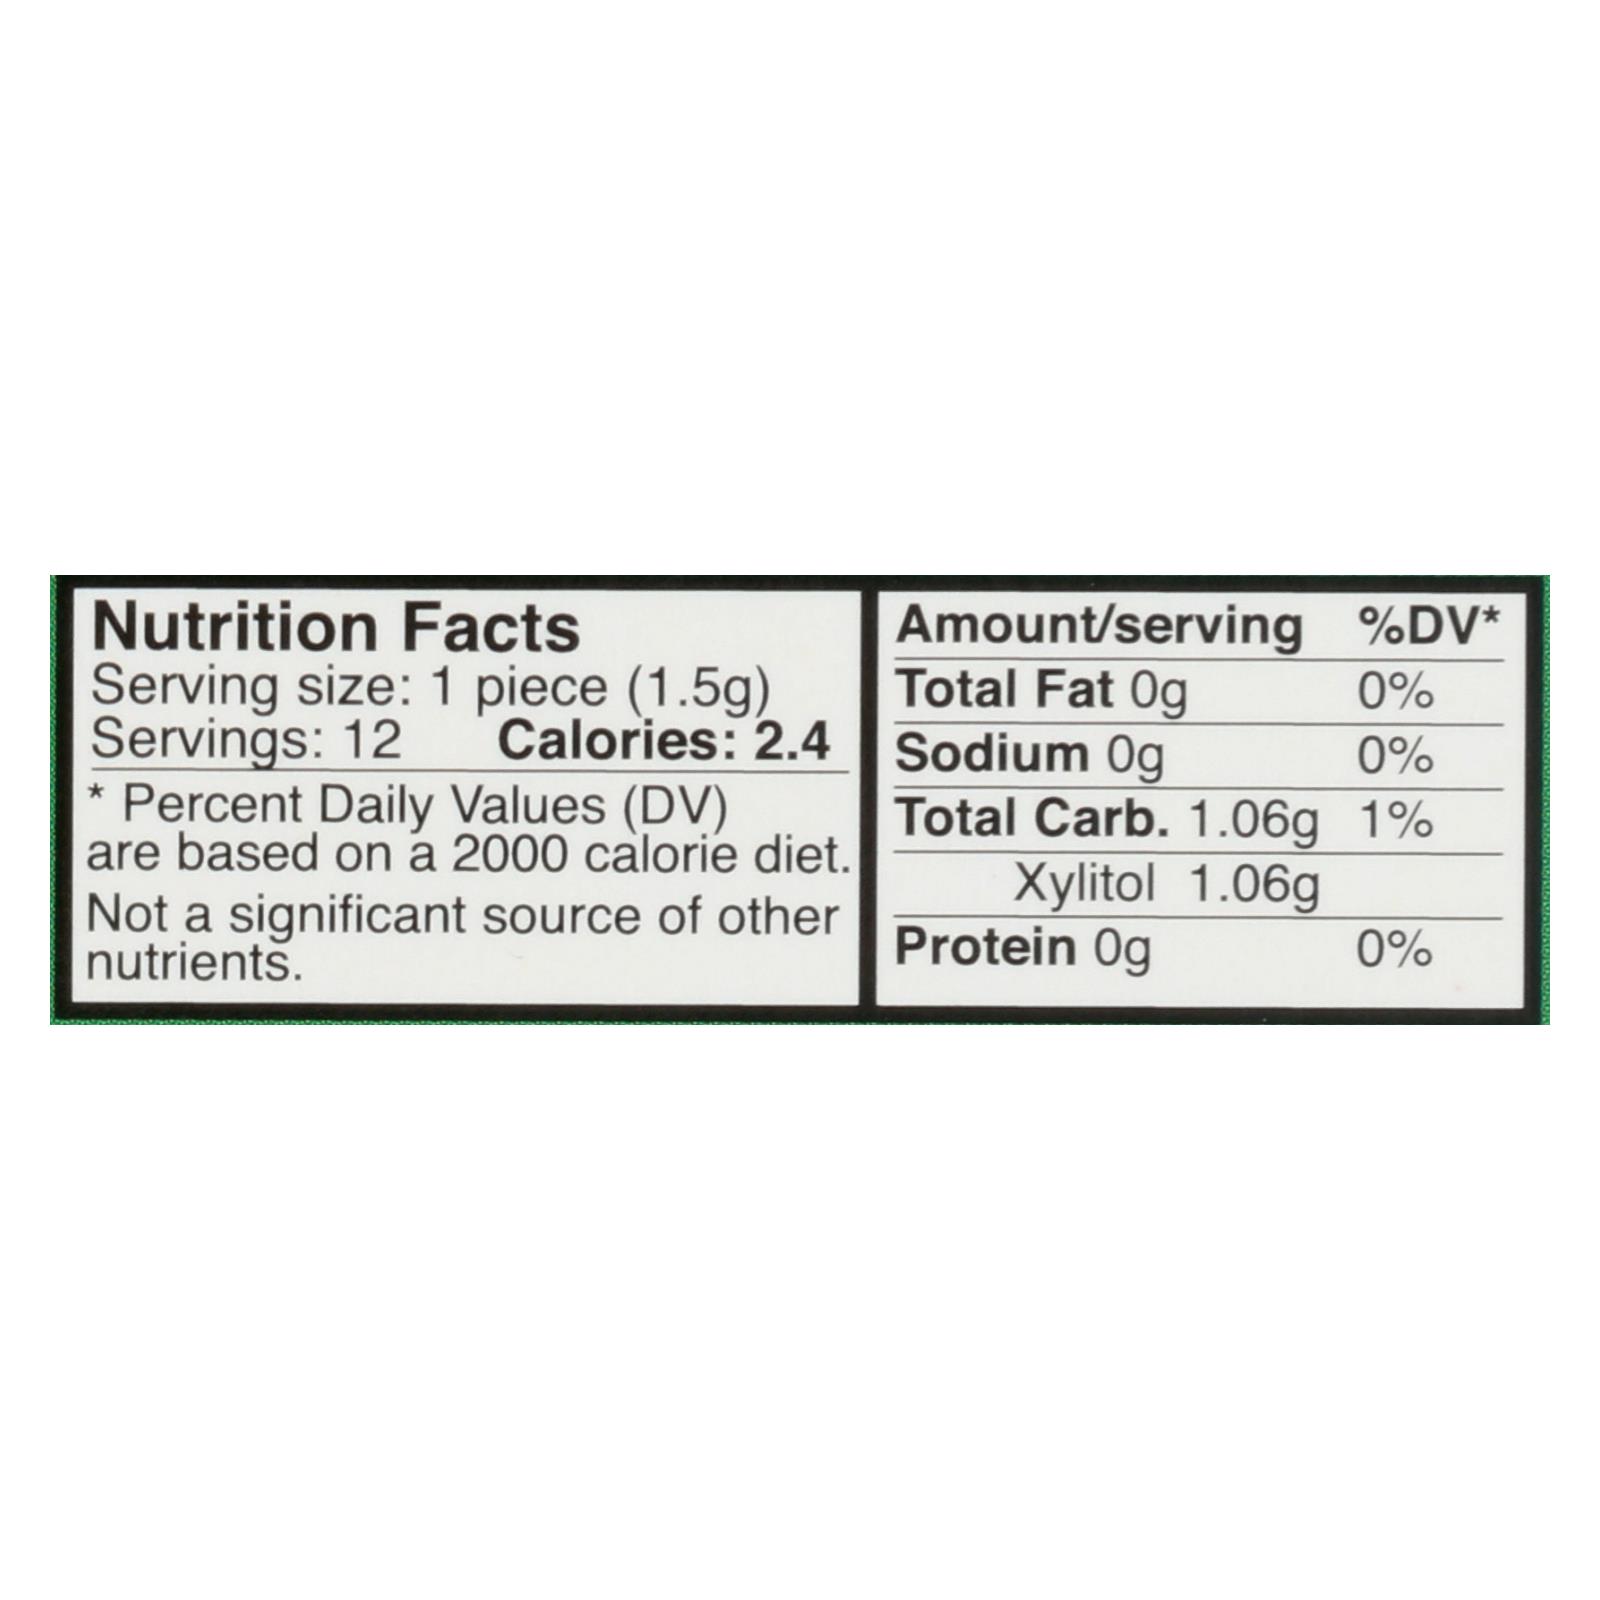 Nutrition Facts
Serving size: 1 piece (1.5g)
Servings: 12 Calories: 2.4
* Percent Daily Values (DV)
are based on a 2000 calorie diet.
Not a significant source of other
nutrients.
Amount/serving %DV*
Total Fat 0g 0%
Sodium 0g 0%
Total Carb. 1.06g 1%
Xylitol 1.06g
Protein 0g 0%